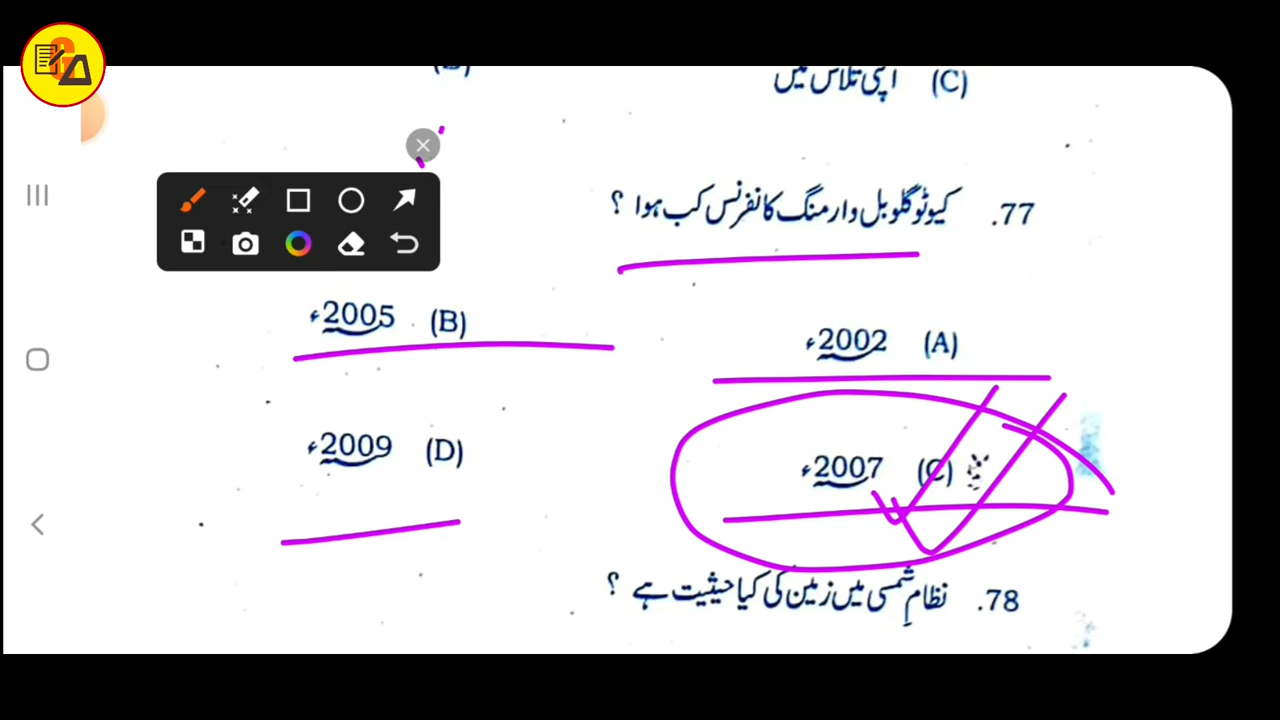 (C) اپنی تلاش میں
77. کیوٹو گلوبل وارمنگ کانفرنس کب ہوا ؟
(A) 2002ء (B) 2005ء
(C) 2007ء (D) 2009ء
78. نظامِ شمسی میں زمین کی کیا حیثیت ہے ؟